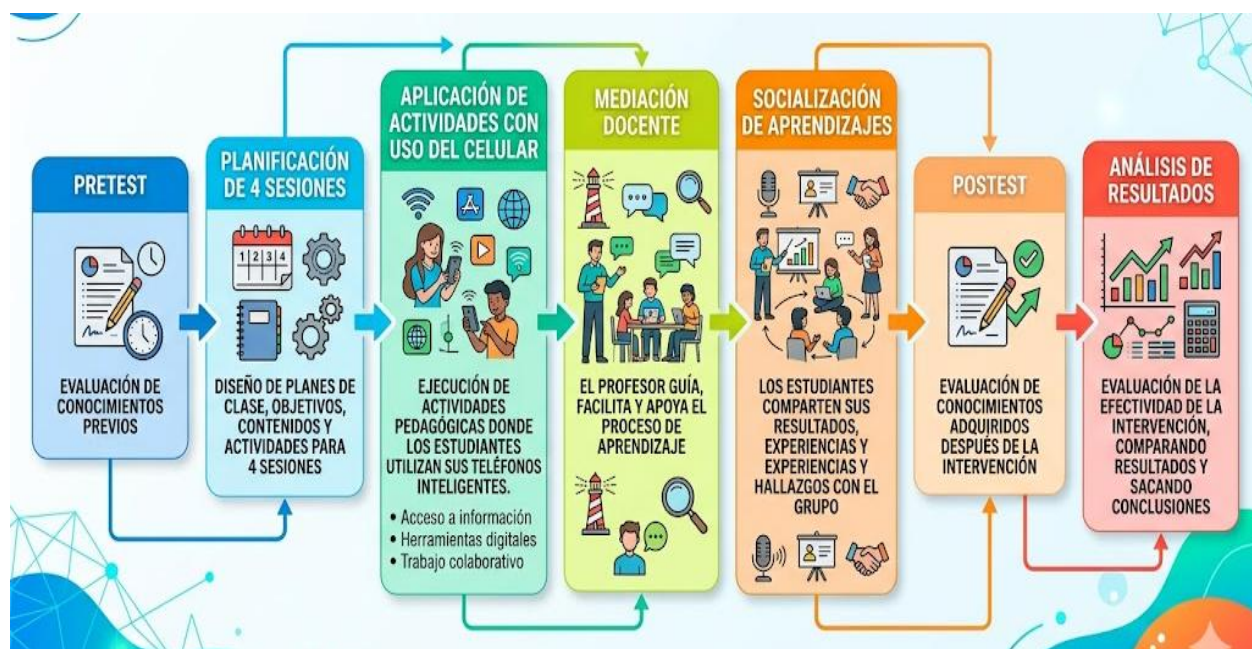 PRETEST
EVALUACIÓN DE
CONOCIMIENTOS
PREVIOS
PLANIFICACIÓN
DE 4 SESIONES
1 2 3 4
DISEÑO DE PLANES DE
CLASE, OBJETIVOS,
CONTENIDOS Y
ACTIVIDADES PARA
4 SESIONES
APLICACIÓN DE
ACTIVIDADES CON
USO DEL CELULAR
EJECUCIÓN DE
ACTIVIDADES
PEDAGÓGICAS DONDE
LOS ESTUDIANTES
UTILIZAN SUS TELÉFONOS
INTELIGENTES.
• Acceso a información
• Herramientas digitales
• Trabajo colaborativo
MEDIACIÓN
DOCENTE
EL PROFESOR GUÍA,
FACILITA Y APOYA EL
PROCESO DE
APRENDIZAJE
SOCIALIZACIÓN
DE APRENDIZAJES
LOS ESTUDIANTES
COMPARTEN SUS
RESULTADOS,
EXPERIENCIAS Y
EXPERIENCIAS Y
HALLAZGOS CON EL
GRUPO
POSTEST
EVALUACIÓN DE
CONOCIMIENTOS
ADQUIRIDOS
DESPUÉS DE LA
INTERVENCIÓN
ANÁLISIS DE
RESULTADOS
EVALUACIÓN DE LA
EFECTIVIDAD DE LA
INTERVENCIÓN,
COMPARANDO
RESULTADOS Y
SACANDO
CONCLUSIONES